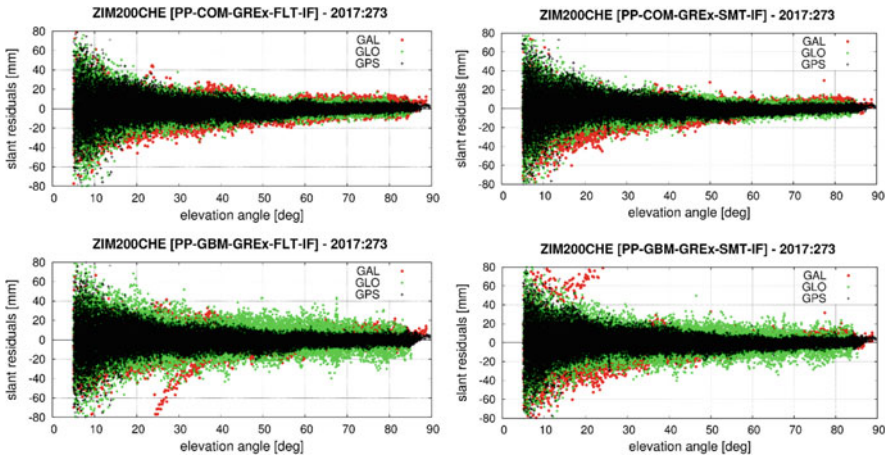 ZIM200CHE [PP-COM-GREx-FLT-IF] - 2017:273
80
60
40
20
0
-20
-40
-60
-80
slant residuals [mm]
GAL
GLO
GPS
0 10 20 30 40 50 60 70 80 90
elevation angle [deg]
ZIM200CHE [PP-COM-GREx-SMT-IF] - 2017:273
80
60
40
20
0
-20
-40
-60
-80
slant residuals [mm]
GAL
GLO
GPS
0 10 20 30 40 50 60 70 80 90
elevation angle [deg]
ZIM200CHE [PP-GBM-GREx-FLT-IF] - 2017:273
80
60
40
20
0
-20
-40
-60
-80
slant residuals [mm]
GAL
GLO
GPS
0 10 20 30 40 50 60 70 80 90
elevation angle [deg]
ZIM200CHE [PP-GBM-GREx-SMT-IF] - 2017:273
80
60
40
20
0
-20
-40
-60
-80
slant residuals [mm]
GAL
GLO
GPS
0 10 20 30 40 50 60 70 80 90
elevation angle [deg]